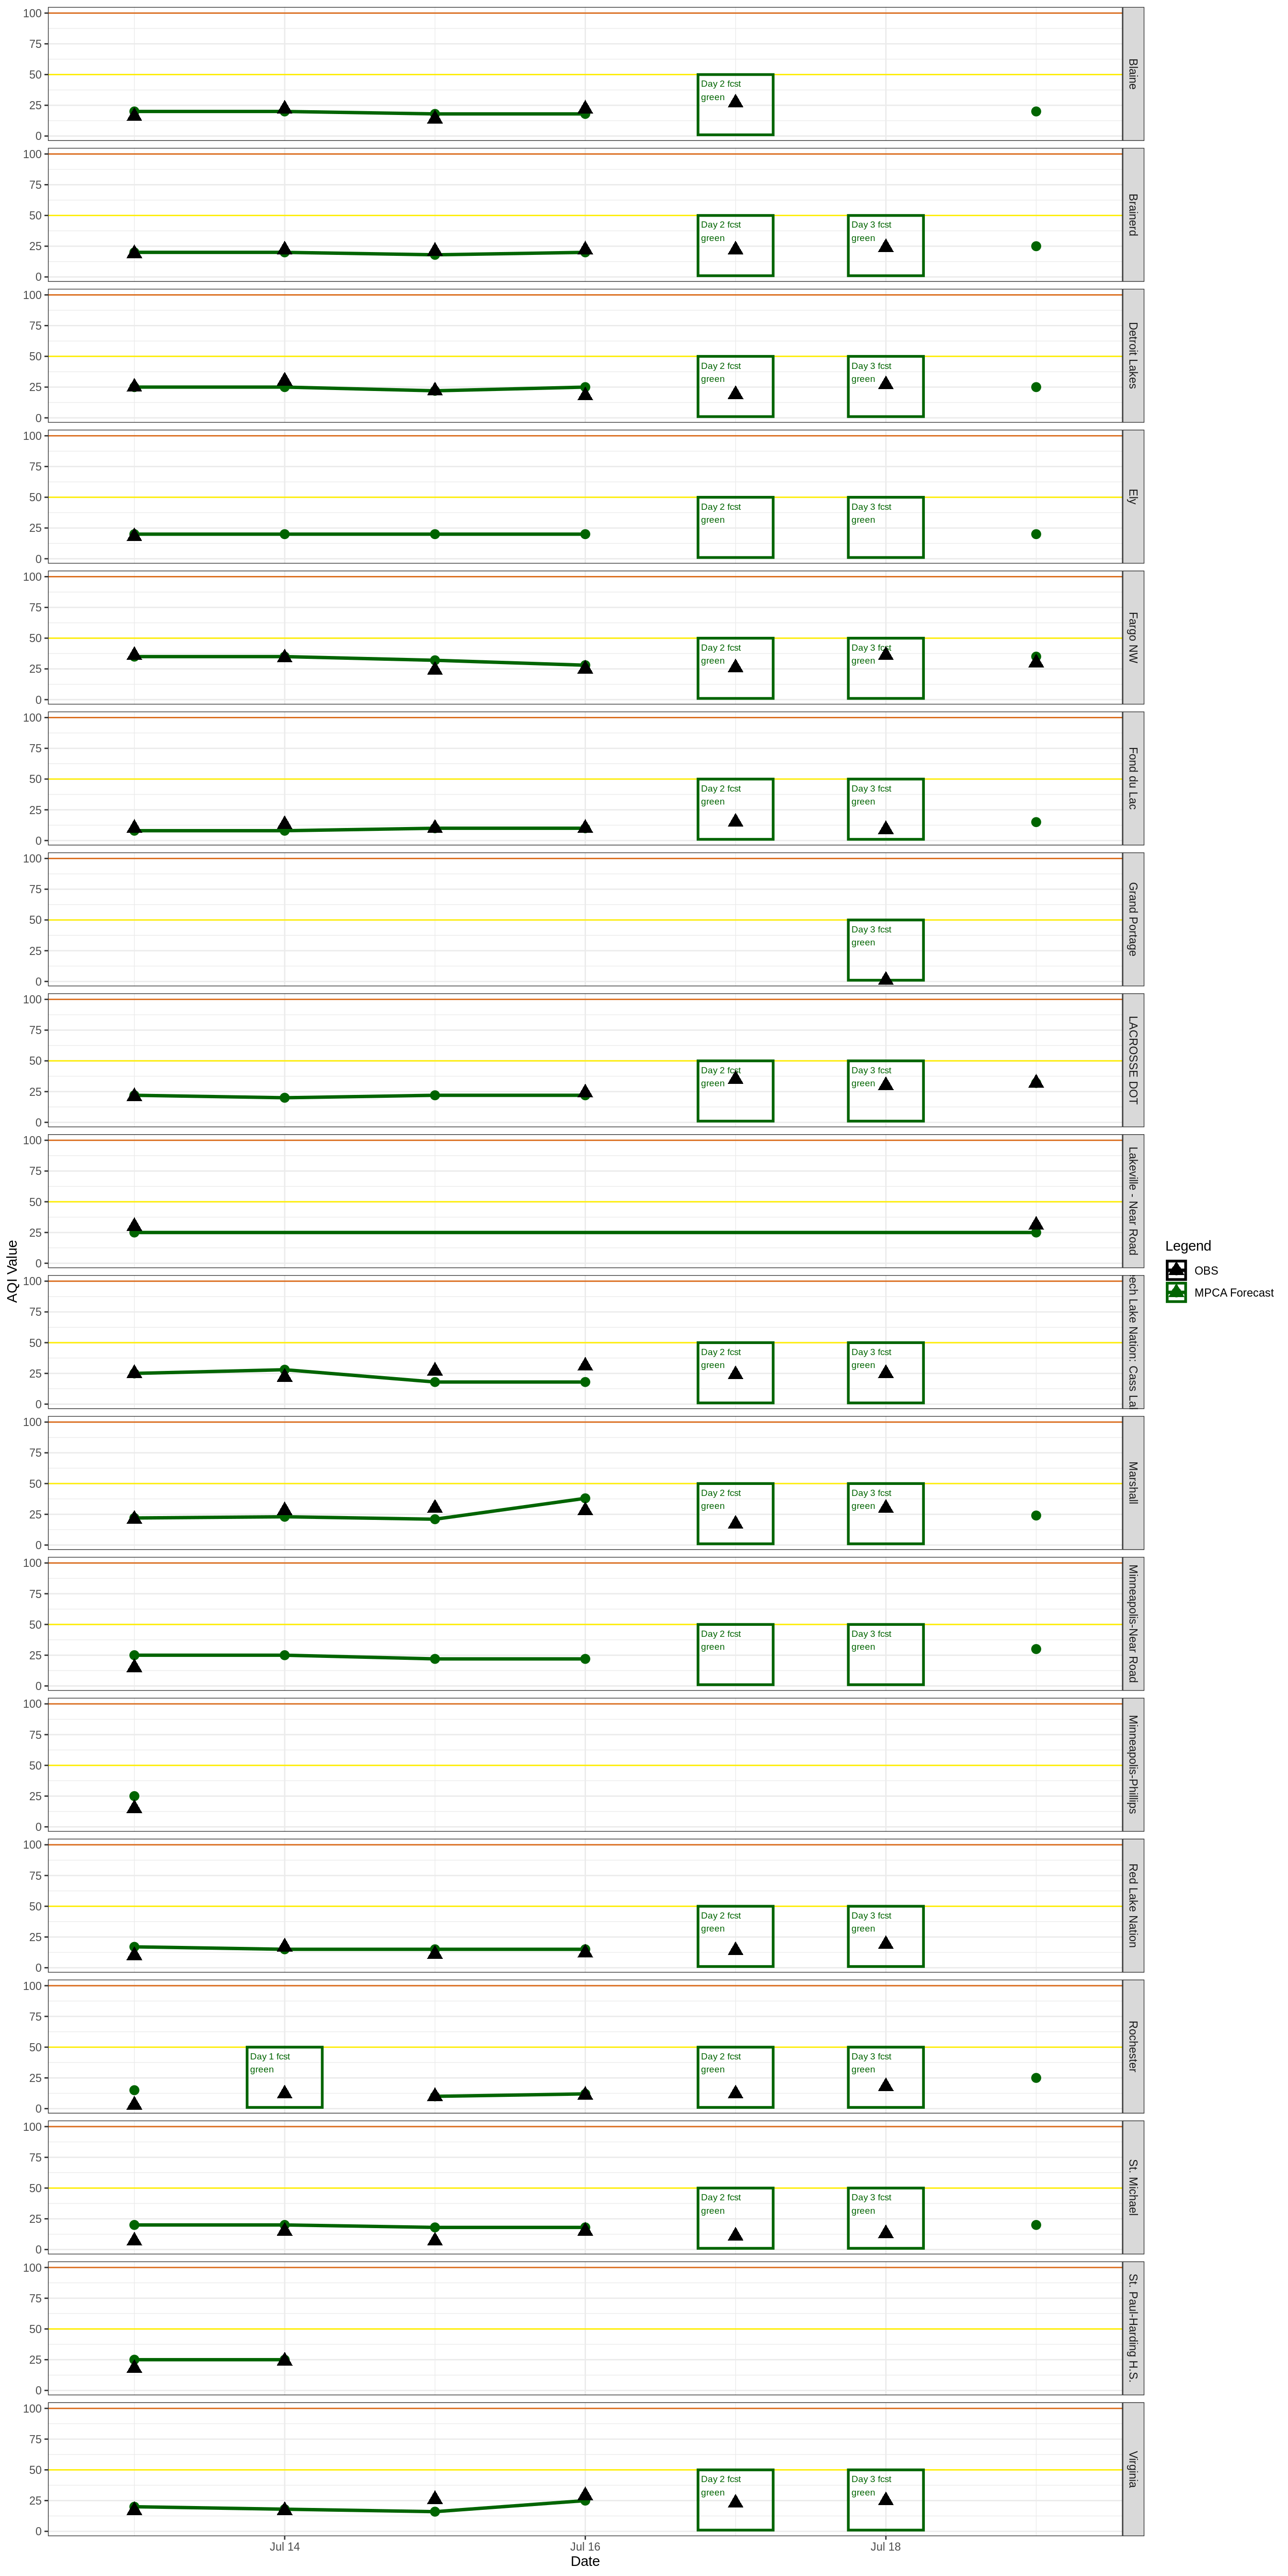 100
75
50
25
0
Day 2 fcst
green
Blaine
100
75
50
25
0
Day 2 fcst
green
Day 3 fcst
green
Brainerd
100
75
50
25
0
Day 2 fcst
green
Day 3 fcst
green
Detroit Lakes
100
75
50
25
0
Day 2 fcst
green
Day 3 fcst
green
Ely
100
75
50
25
0
Day 2 fcst
green
Day 3 fcst
green
Fargo NW
100
75
50
25
0
Day 2 fcst
green
Day 3 fcst
green
Fond du Lac
100
75
50
25
0
Day 3 fcst
green
Grand Portage
100
75
50
25
0
Day 2 fcst
green
Day 3 fcst
green
LACROSSE DOT
100
75
50
25
0
Lakeville - Near Road
AQI Value
Legend
OBS
MPCA Forecast
100
75
50
25
0
Day 2 fcst
green
Day 3 fcst
green
ech Lake Nation: Cass Lal
100
75
50
25
0
Day 2 fcst
green
Day 3 fcst
green
Marshall
100
75
50
25
0
Day 2 fcst
green
Day 3 fcst
green
Minneapolis-Near Road
100
75
50
25
0
Minneapolis-Phillips
100
75
50
25
0
Day 2 fcst
green
Day 3 fcst
green
Red Lake Nation
100
75
50
25
0
Day 1 fcst
green
Day 2 fcst
green
Day 3 fcst
green
Rochester
100
75
50
25
0
Day 2 fcst
green
Day 3 fcst
green
St. Michael
100
75
50
25
0
St. Paul-Harding H.S.
100
75
50
25
0
Day 2 fcst
green
Day 3 fcst
green
Virginia
Jul 14
Jul 16
Jul 18
Date